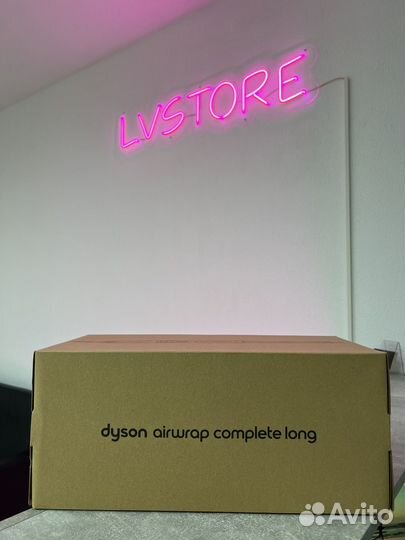 LVSTORE
dyson airwrap complete long
Avito